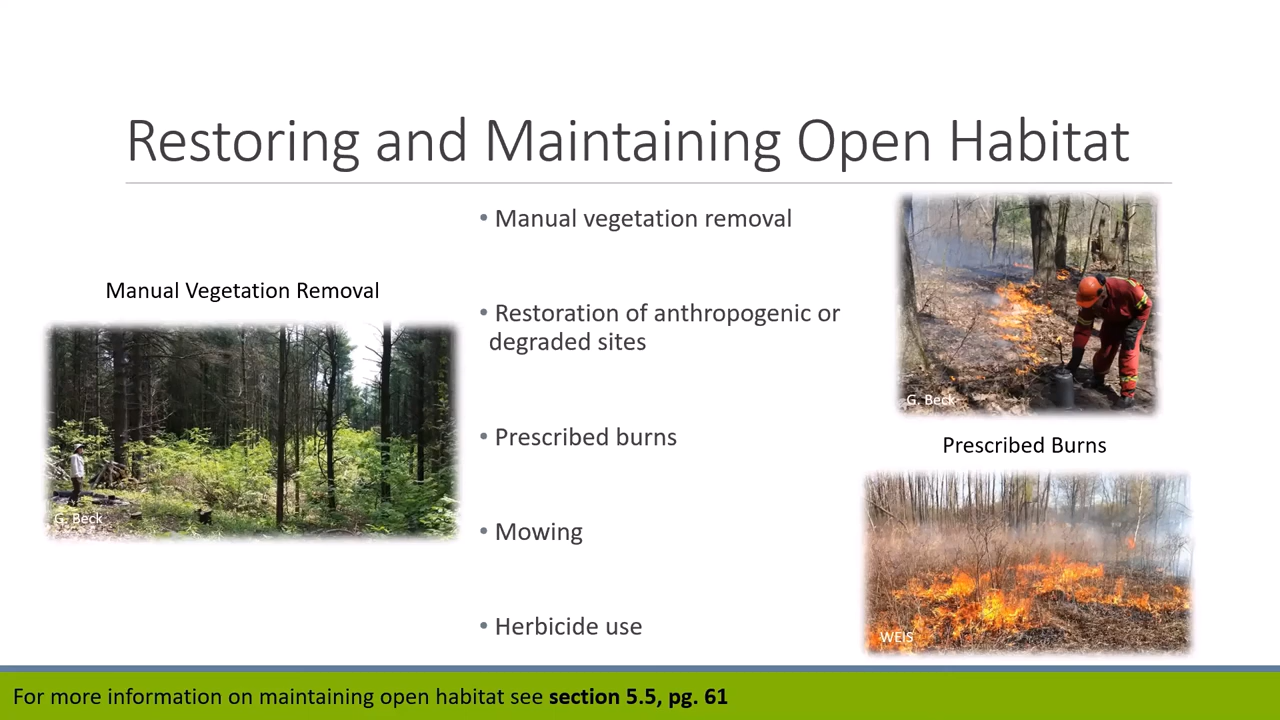 Restoring and Maintaining Open Habitat
Manual Vegetation Removal
G. Beck
• Manual vegetation removal
• Restoration of anthropogenic or
degraded sites
• Prescribed burns
• Mowing
• Herbicide use
G. Beck
Prescribed Burns
WEIS
For more information on maintaining open habitat see section 5.5, pg. 61